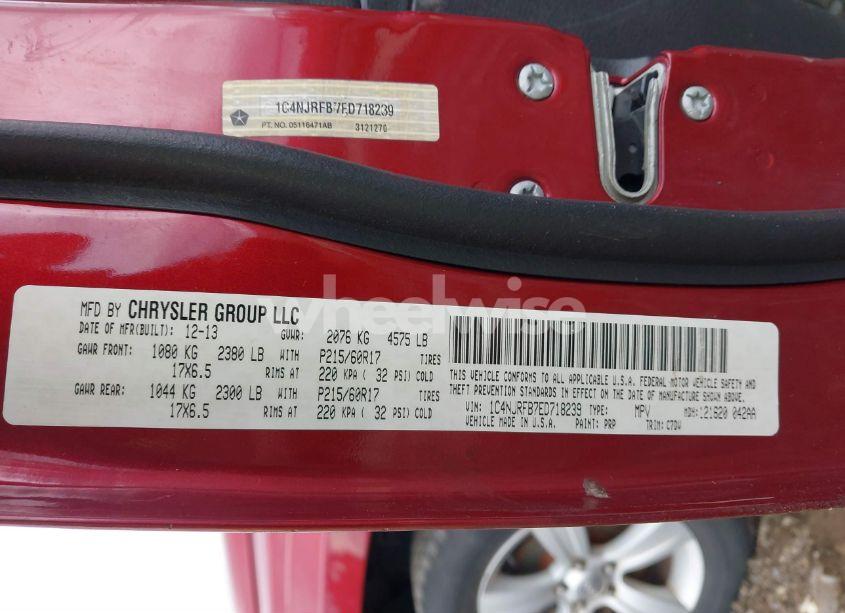 1C4NJRFB7ED718239
PT. NO. 05116471AB 3121270
MFD BY CHRYSLER GROUP LLC
DATE OF MFR(BUILT): 12-13 GVWR: 2076 KG 4575 LB
GAWR FRONT: 1080 KG 2380 LB WITH P215/60R17 TIRES
17X6.5 RIMS AT 220 KPA ( 32 PSI) COLD
GAWR REAR: 1044 KG 2300 LB WITH P215/60R17 TIRES
17X6.5 RIMS AT 220 KPA ( 32 PSI) COLD
THIS VEHICLE CONFORMS TO ALL APPLICABLE U.S.A. FEDERAL MOTOR VEHICLE SAFETY AND
THEFT PREVENTION STANDARDS IN EFFECT ON THE DATE OF MANUFACTURE SHOWN ABOVE.
VIN: 1C4NJRFB7ED718239 TYPE: MPV MDH: 121620 042AA
VEHICLE MADE IN U.S.A. PAINT: PRP TRIM: C7DV
wheelwise